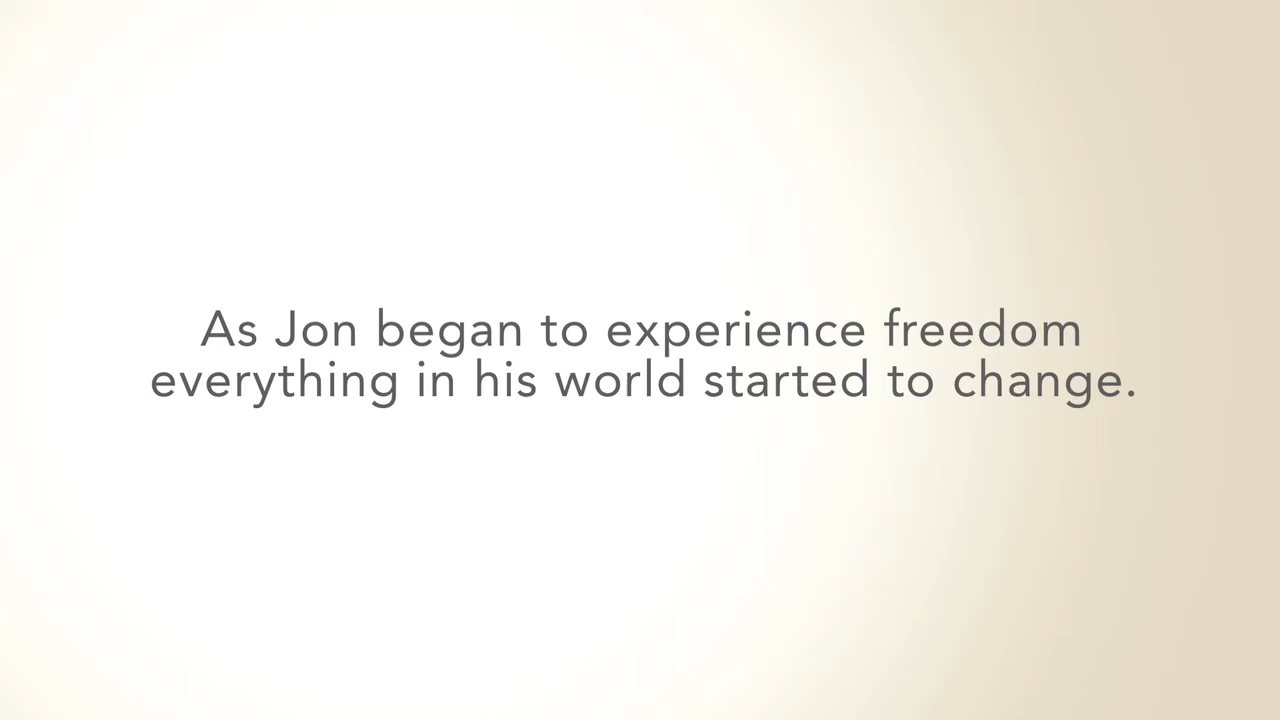 As Jon began to experience freedom
everything in his world started to change.